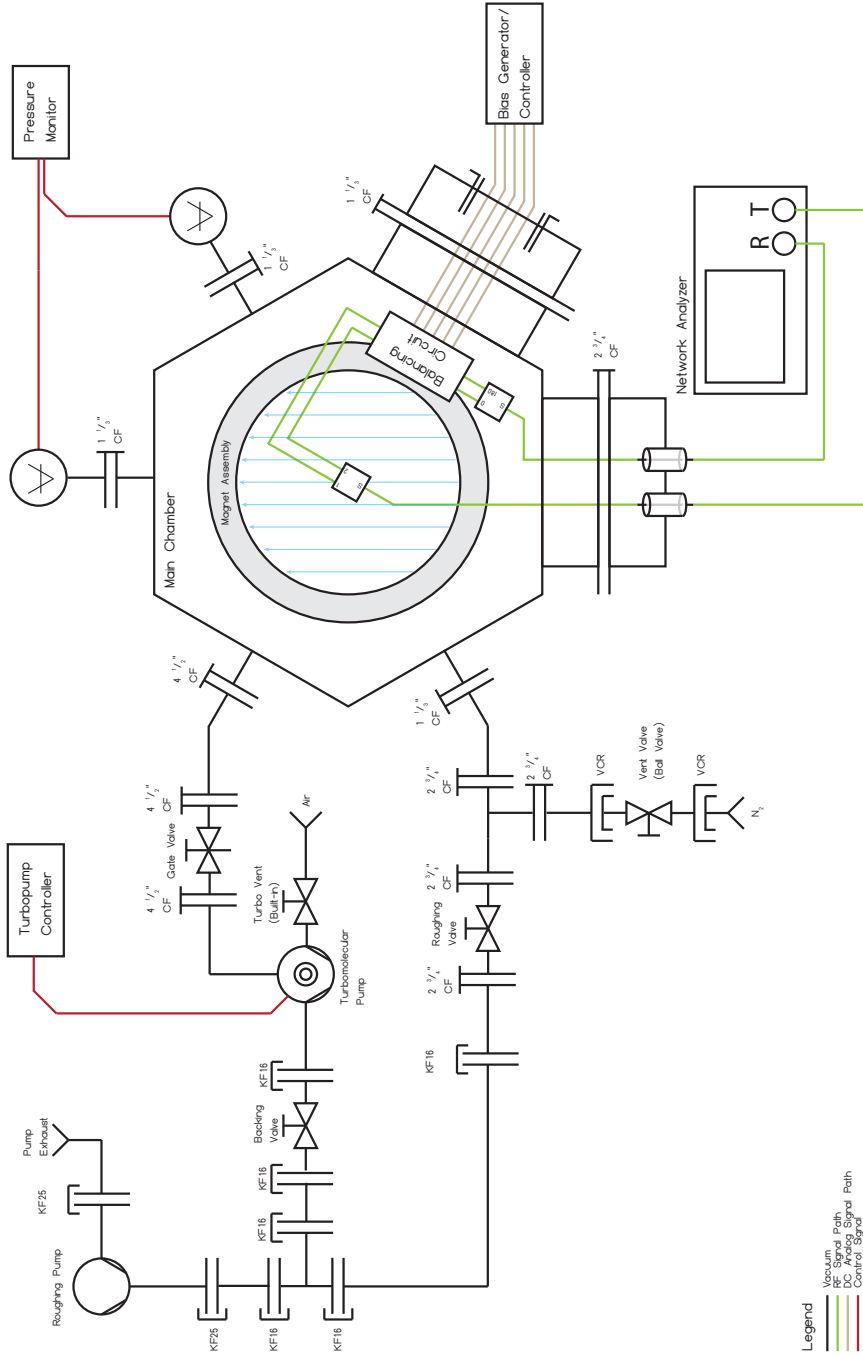 Roughing Pump
KF25
Pump
Exhaust
Turbopump
Controller
Pressure
Monitor
KF25
KF16
KF16
KF16
KF16
Backing
Valve
KF16
Turbomolecular
Pump
Turbo Vent
(Built-in)
Air
4 1/2"
CF
Gate Valve
4 1/2"
CF
4 1/2"
CF
Main Chamber
Magnet Assembly
1 1/3"
CF
1 1/3"
CF
1 1/3"
CF
Bias Generator/
Controller
Balancing
Circuit
1
2
S
0
180
S
KF16
2 3/4"
CF
Roughing
Valve
2 3/4"
CF
2 3/4"
CF
1 1/3"
CF
2 3/4"
CF
VCR
Vent Valve
(Ball Valve)
VCR
N2
2 3/4"
CF
Network Analyzer
R
T
Legend
Vacuum
RF Signal Path
DC Analog Signal Path
Control Signal